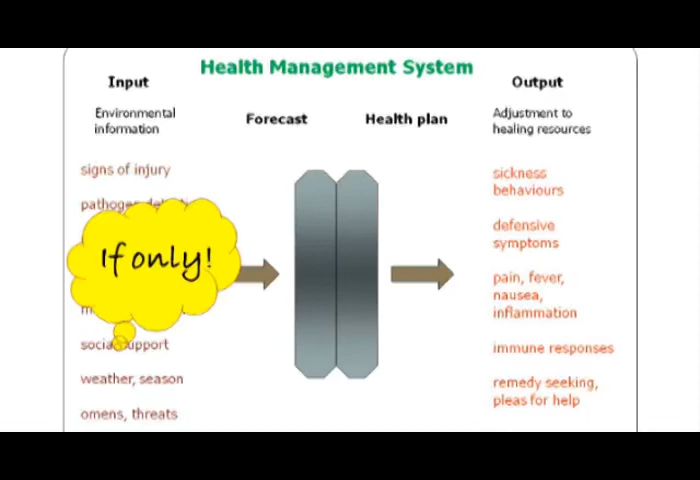 Health Management System
Input
Output
Environmental
information
Forecast
Health plan
Adjustment to
healing resources
signs of injury
If only!
support
weather, season
omens, threats
sickness
behaviours
defensive
symptoms
pain, fever,
nausea,
inflammation
immune responses
remedy seeking,
pleas for help